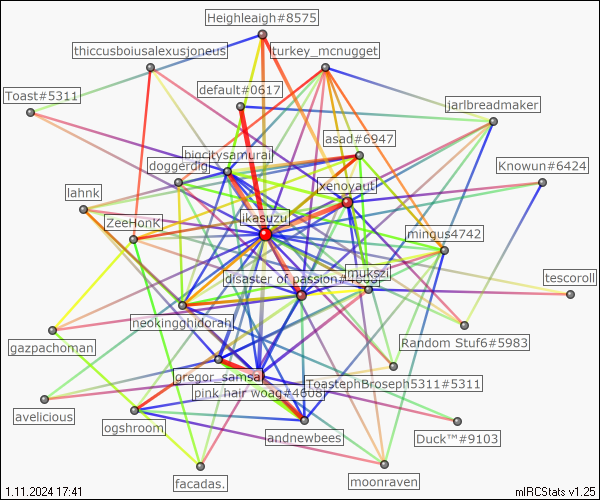 Heighleaigh#8575
thiccusboiusalexusjoneus
turkey_mcnugget
Toast#5311
default#0617
jarlbreadmaker
asad#6947
bigcitysamurai
doggerdig
Knowun#6424
xenoyaut
lahnk
jkasuzu
ZeeHonK
mingus4742
mukszi
disaster of passion#
tescoroll
neokingghidorah
Random Stuf6#5983
gazpachoman
gregor_samsa
ToastephBroseph5311#5311
pink hair woag#4608
avelicious
ogshroom
andnewbees
Duck™#9103
facadas.
moonraven
1.11.2024 17:41
mIRCStats v1.25